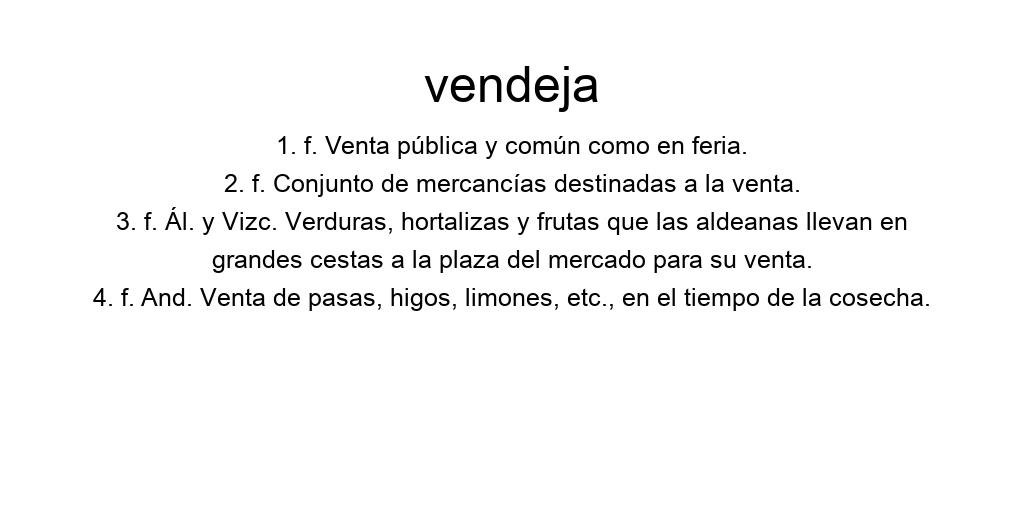 vendeja
1. f. Venta pública y común como en feria.
2. f. Conjunto de mercancías destinadas a la venta.
3. f. Ál. y Vizc. Verduras, hortalizas y frutas que las aldeanas llevan en
grandes cestas a la plaza del mercado para su venta.
4. f. And. Venta de pasas, higos, limones, etc., en el tiempo de la cosecha.